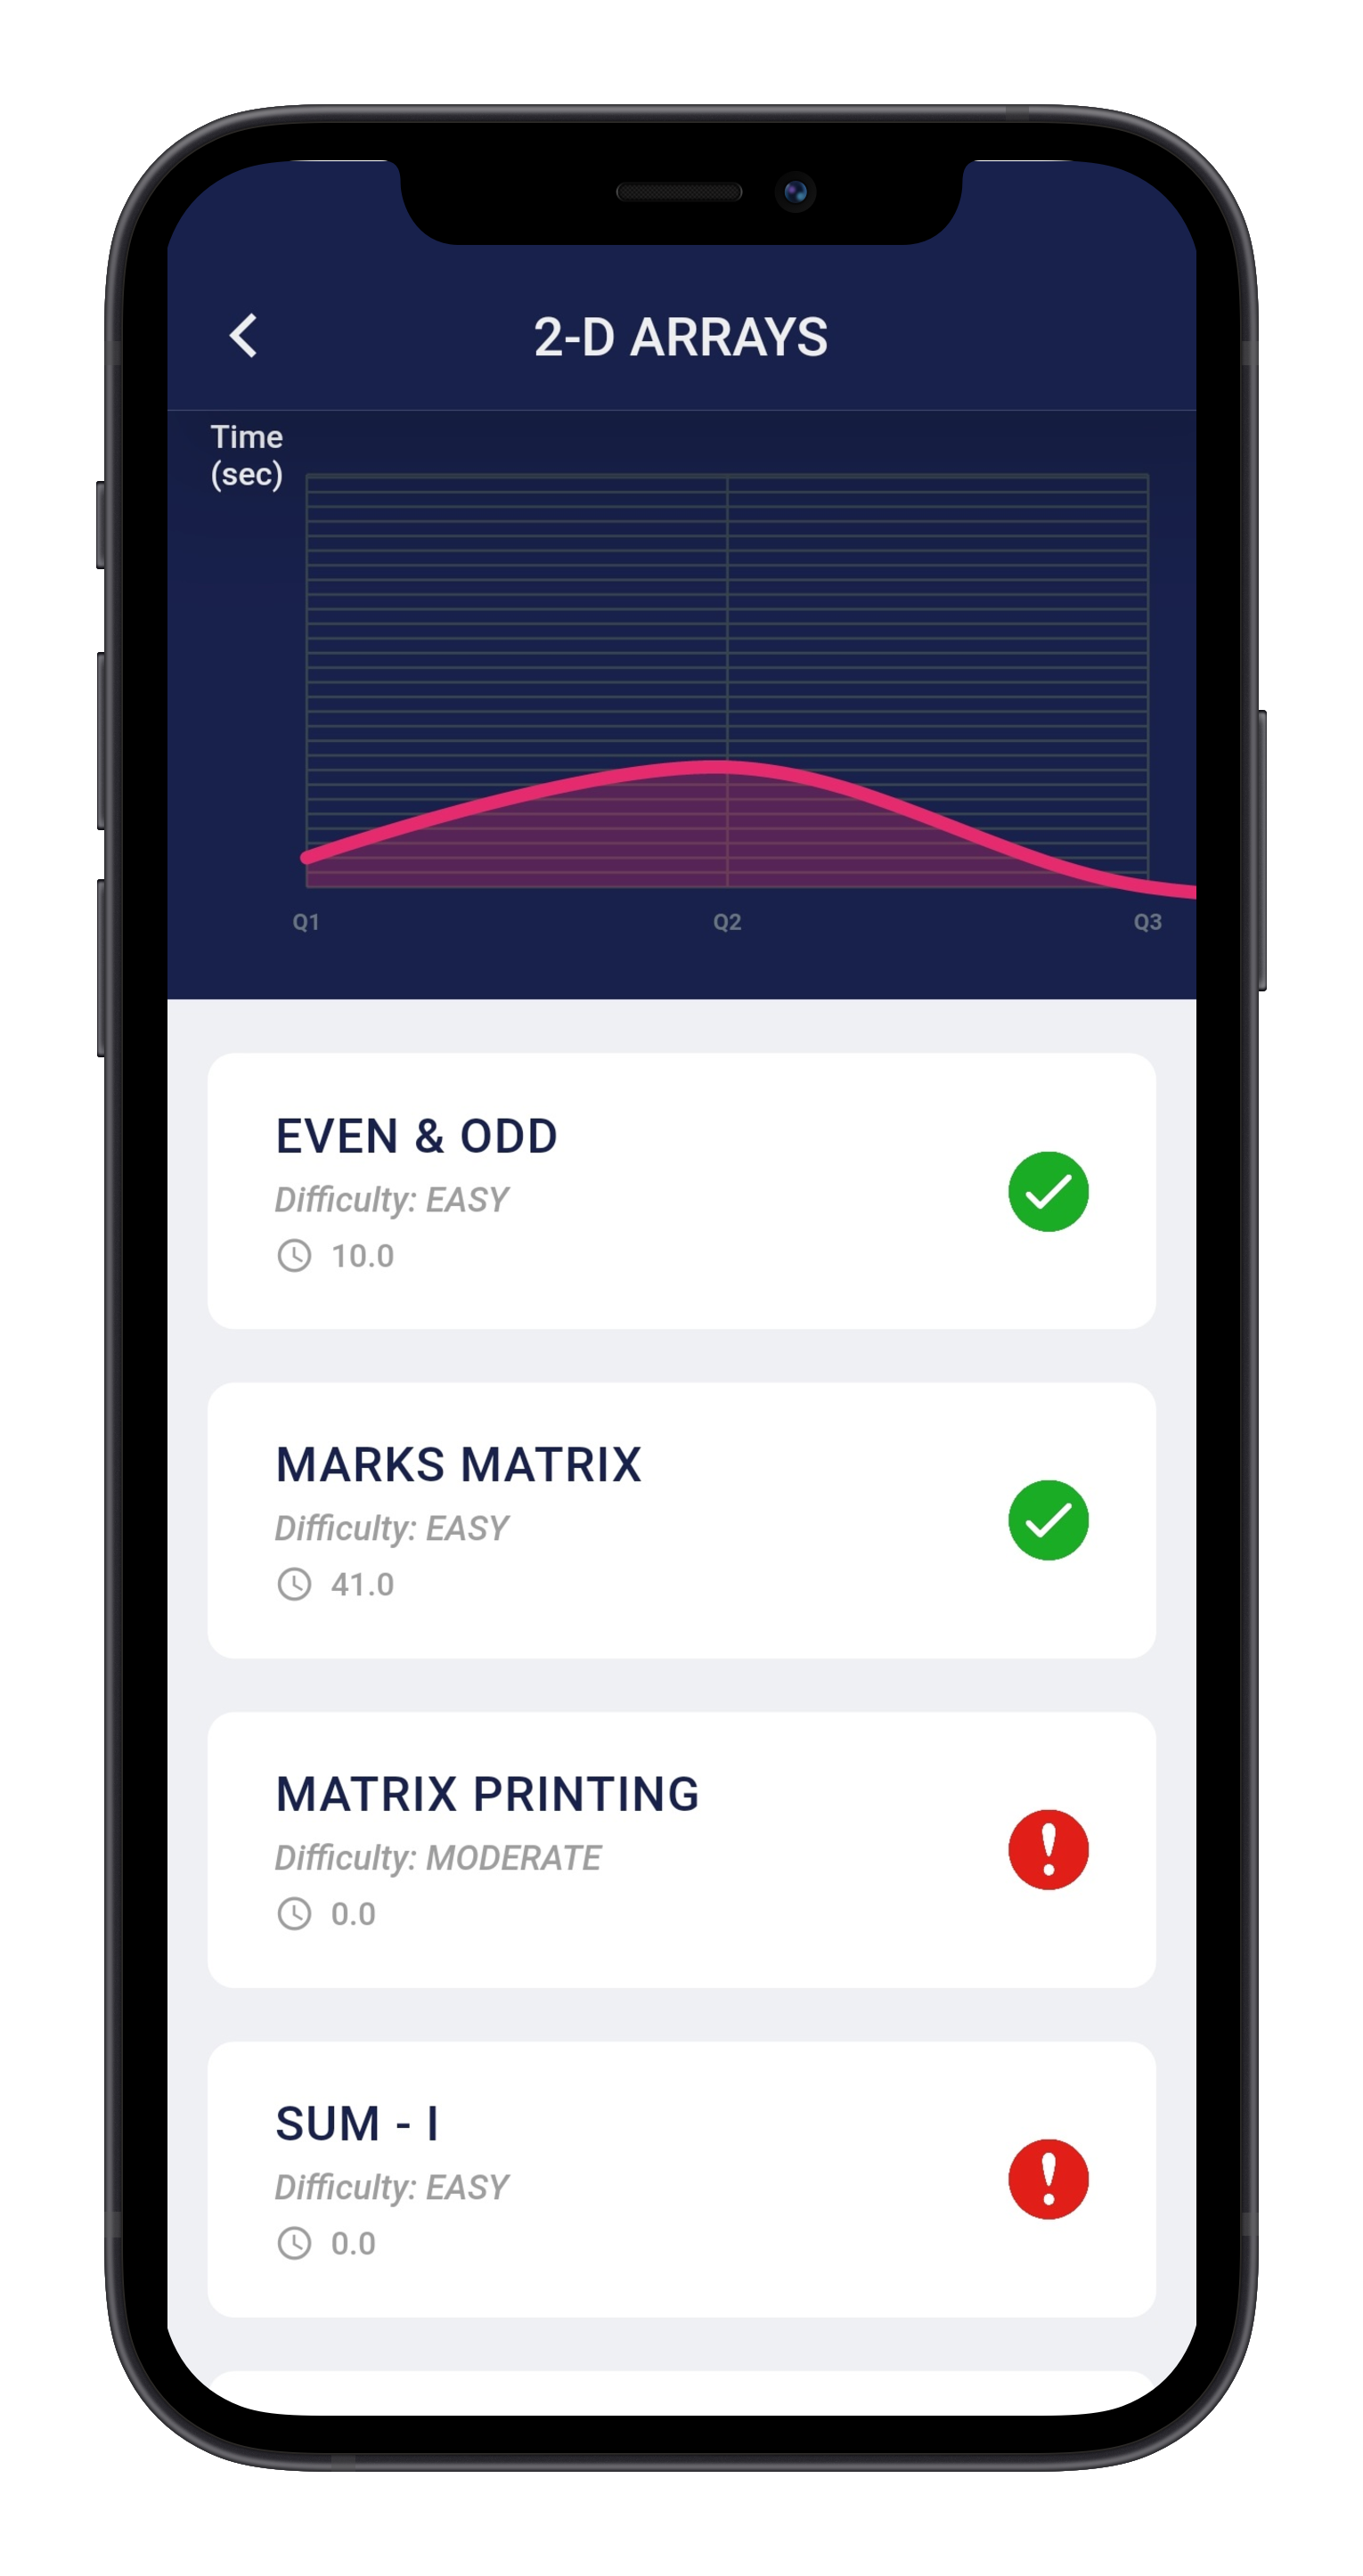 2-D ARRAYS
Time
(sec)
Q1 Q2 Q3
EVEN & ODD
Difficulty: EASY
10.0
MARKS MATRIX
Difficulty: EASY
41.0
MATRIX PRINTING
Difficulty: MODERATE
0.0
SUM - I
Difficulty: EASY
0.0